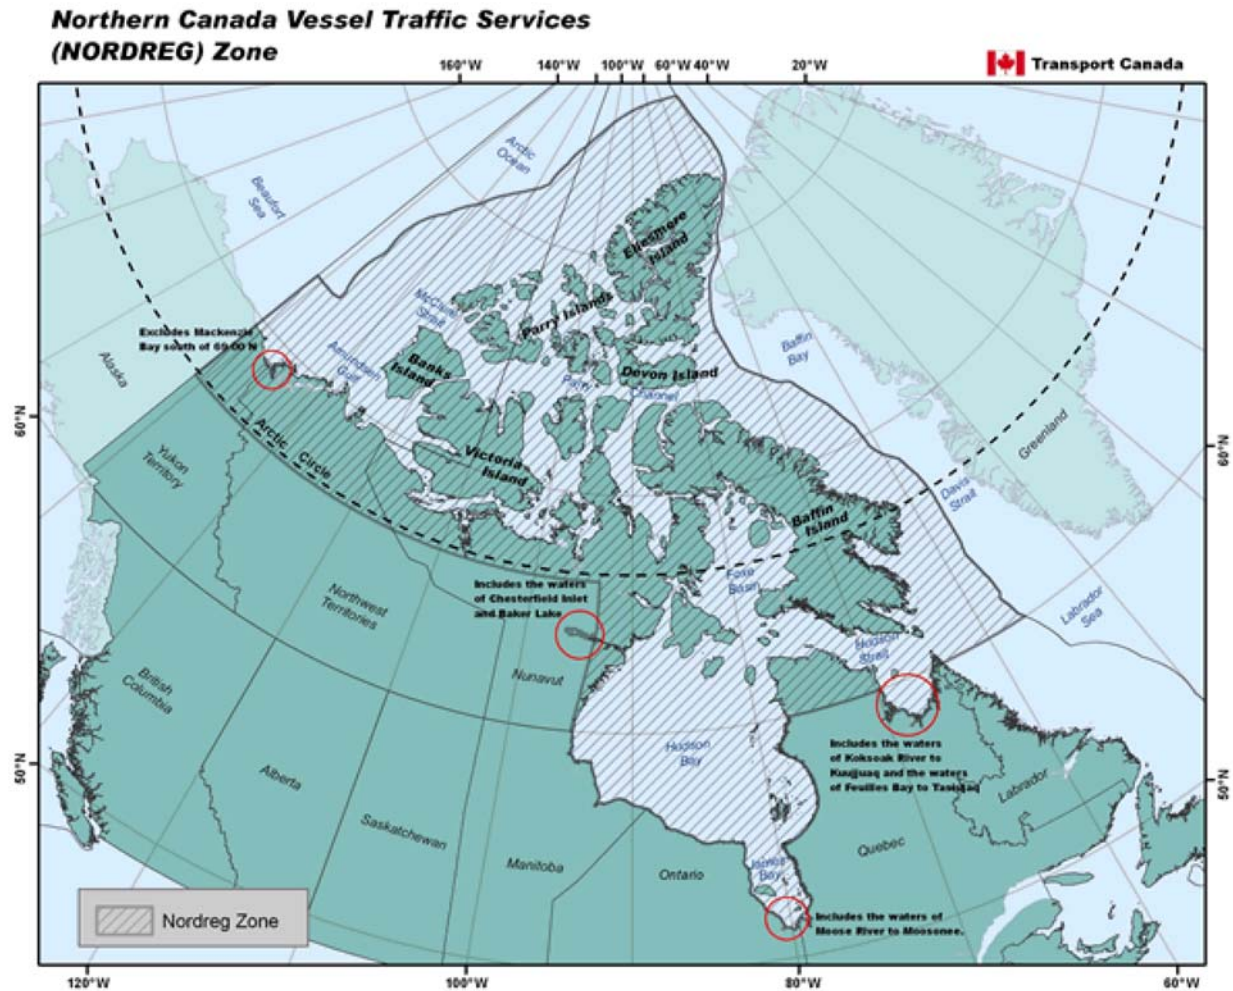 Northern Canada Vessel Traffic Services
(NORDREG) Zone
Transport Canada
160°W 140°W 100°W 60°W 40°W 20°W
Arctic
Ocean
Beaufort
Sea
Ellesmere
Island
McClure
Strait
Parry Islands
Excludes Mackenzie
Bay south of 69 00 N
Amundsen
Gulf
Banks
Island
Devon Island
Parry
Channel
Baffin
Bay
Alaska
60°N
60°N
Greenland
Arctic Circle
Yukon
Territory
Victoria
Island
Baffin
Island
Davis
Strait
Includes the waters
of Chesterfield Inlet
and Baker Lake
Foxe
Basin
Northwest
Territories
Labrador
Sea
Hudson
Strait
Nunavut
British
Columbia
Hudson
Bay
Includes the waters
of Koksoak River to
Kuujjuaq and the waters
of Feuilles Bay to Tasiujaq
50°N
50°N
Alberta
Labrador
Saskatchewan
Manitoba
Ontario
Quebec
James
Bay
Nordreg Zone
Includes the waters of
Moose River to Moosonee.
120°W 100°W 80°W 60°W